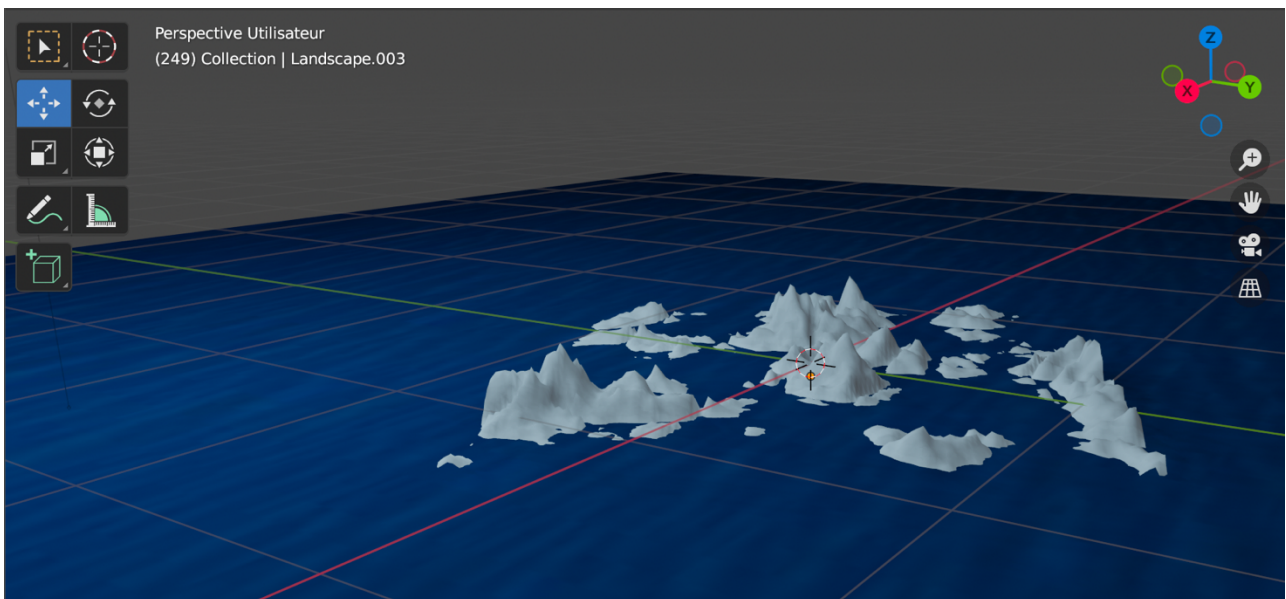 Perspective Utilisateur
(249) Collection | Landscape.003
Z
X
Y